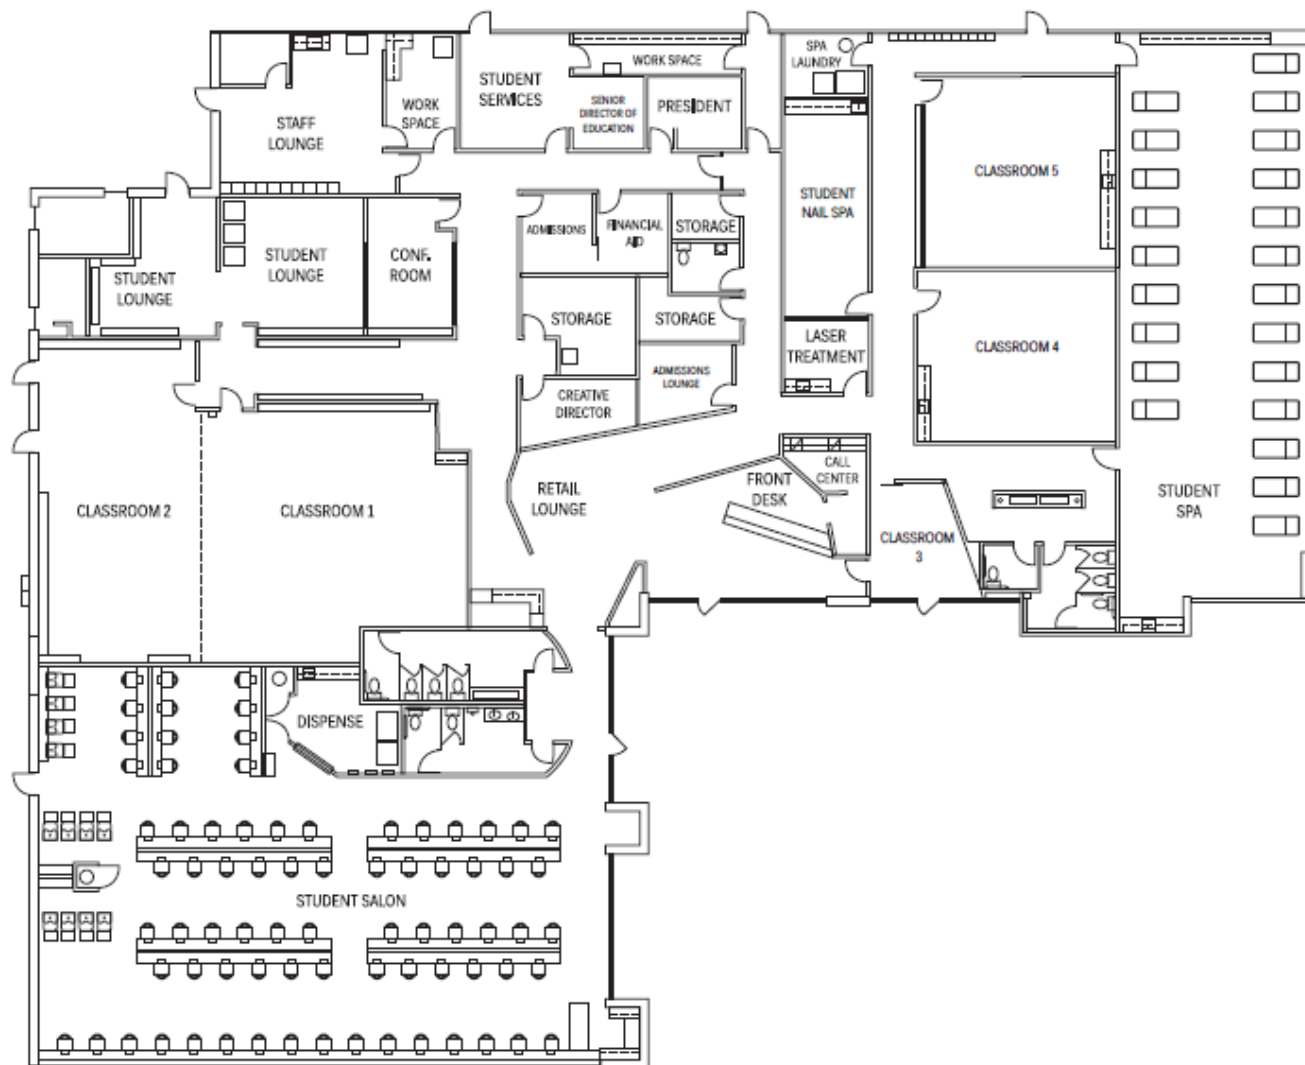 SPA
LAUNDRY
WORK SPACE
STUDENT
SERVICES
SENIOR
DIRECTOR OF
EDUCATION
PRESIDENT
WORK
SPACE
STAFF
LOUNGE
CLASSROOM 5
STUDENT
NAIL SPA
ADMISSIONS
FINANCIAL
AID
STORAGE
STUDENT
LOUNGE
CONF.
ROOM
STUDENT
LOUNGE
STORAGE
STORAGE
LASER
TREATMENT
CLASSROOM 4
ADMISSIONS
LOUNGE
CREATIVE
DIRECTOR
CALL
CENTER
FRONT
DESK
RETAIL
LOUNGE
STUDENT
SPA
CLASSROOM 2
CLASSROOM 1
CLASSROOM
3
DISPENSE
STUDENT SALON